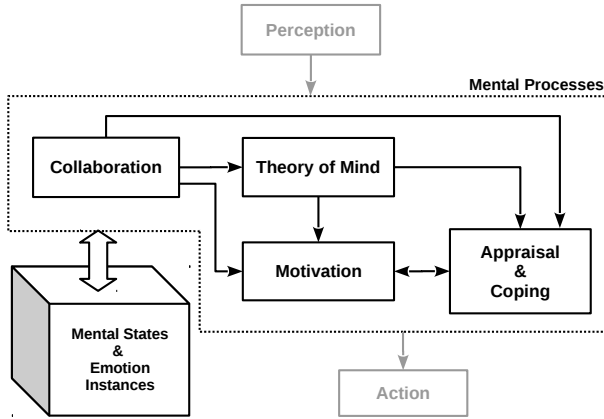 Perception
Mental Processes
Collaboration
Theory of Mind
Motivation
Appraisal
&
Coping
Mental States
&
Emotion
Instances
Action